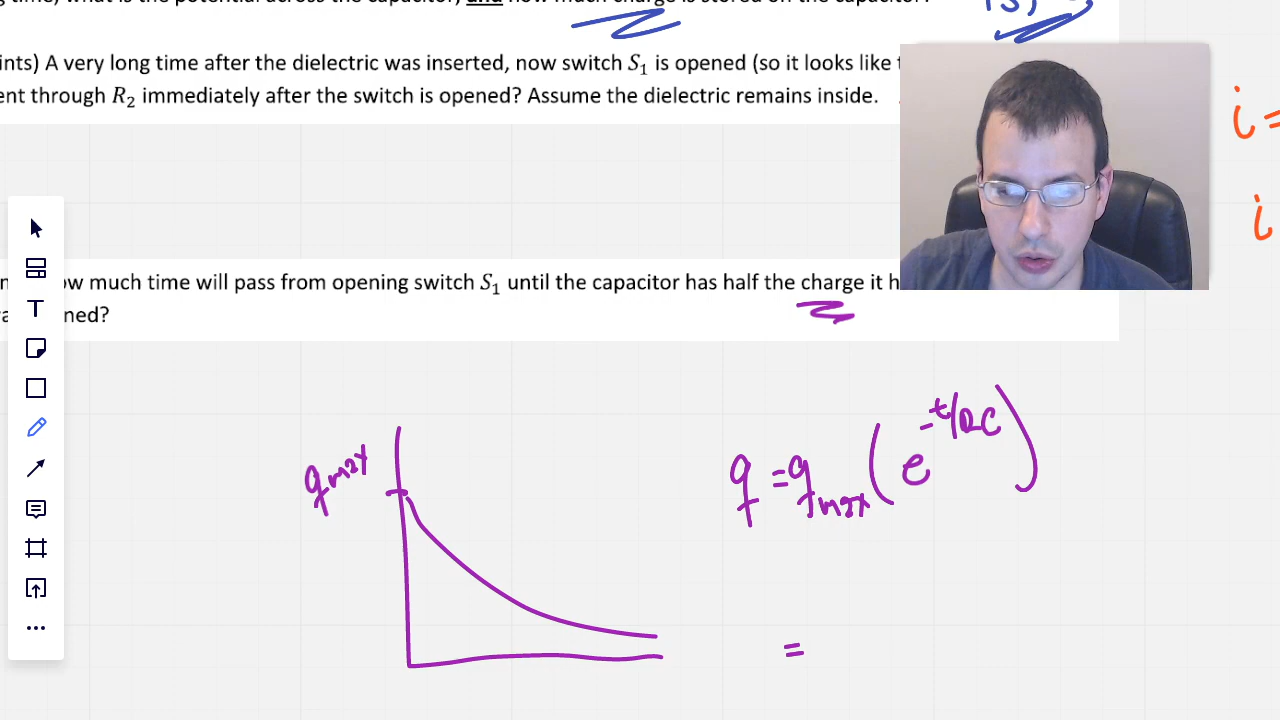 g time, what is the potential across the capacitor, and how much charge is stored on the capacitor?
ints) A very long time after the dielectric was inserted, now switch S₁ is opened (so it looks like
ent through R₂ immediately after the switch is opened? Assume the dielectric remains inside.
i=
i
ow much time will pass from opening switch S₁ until the capacitor has half the charge it h
ned?
T
qmax
q = qmax (e^-t/RC)
=